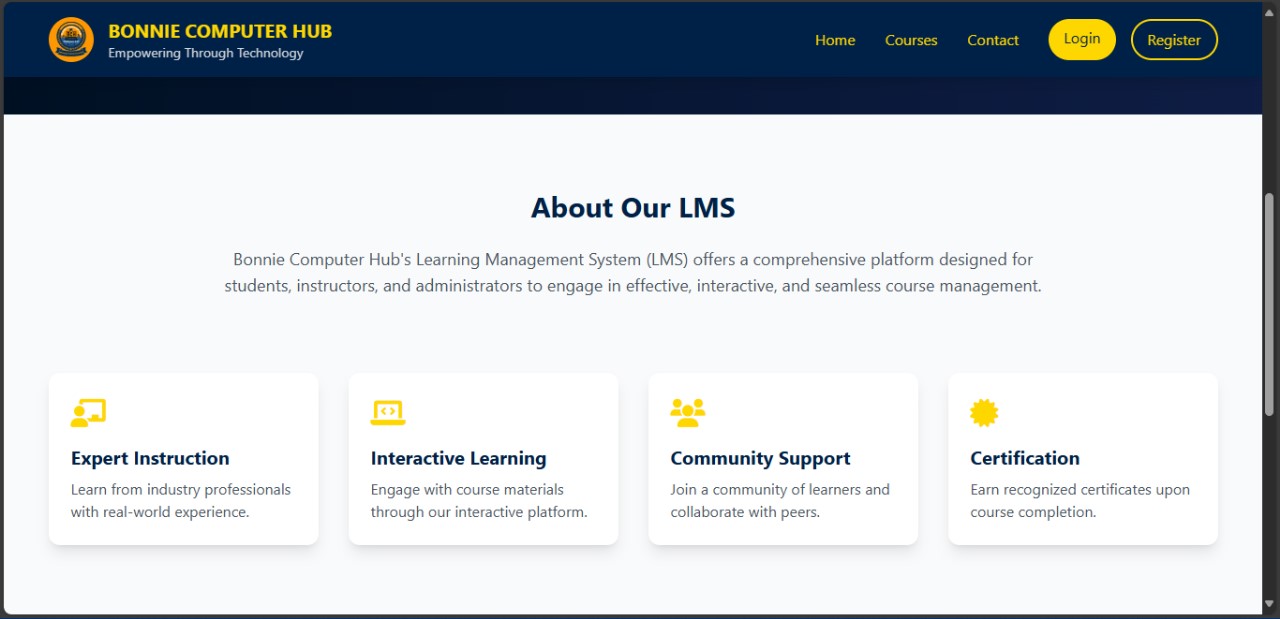 BONNIE COMPUTER HUB
Empowering Through Technology
Home
Courses
Contact
Login
Register
About Our LMS
Bonnie Computer Hub's Learning Management System (LMS) offers a comprehensive platform designed for
students, instructors, and administrators to engage in effective, interactive, and seamless course management.
Expert Instruction
Learn from industry professionals
with real-world experience.
Interactive Learning
Engage with course materials
through our interactive platform.
Community Support
Join a community of learners and
collaborate with peers.
Certification
Earn recognized certificates upon
course completion.